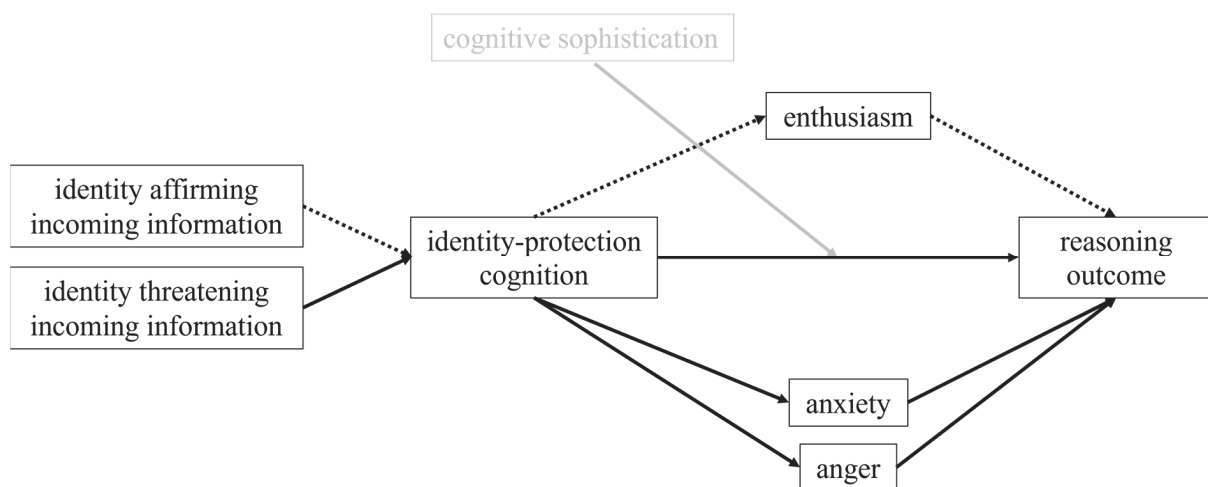 cognitive sophistication
enthusiasm
identity affirming
incoming information
identity threatening
incoming information
identity-protection
cognition
reasoning
outcome
anxiety
anger